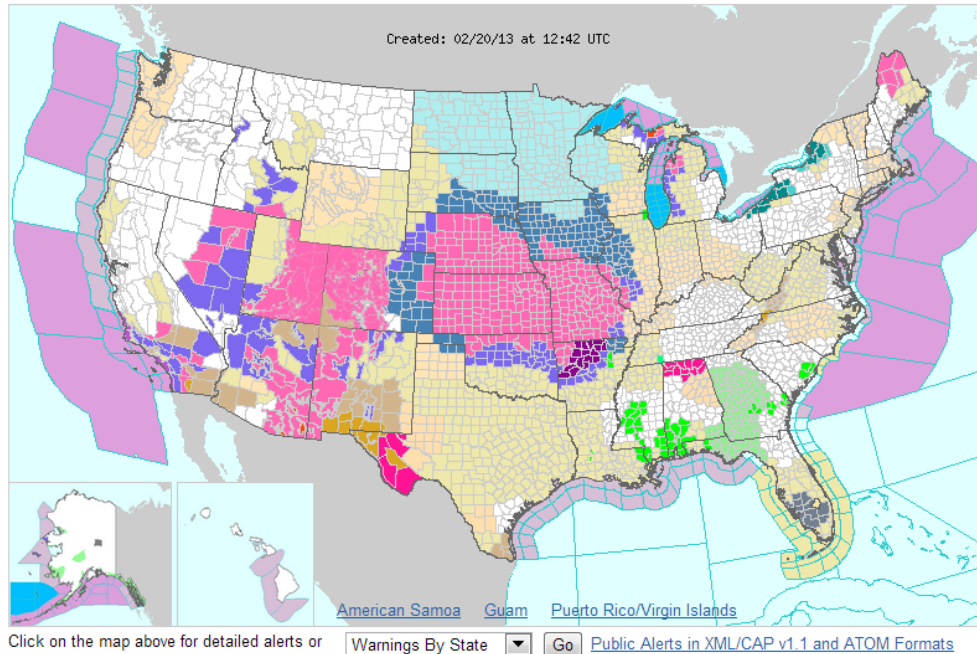 Created: 02/20/13 at 12:42 UTC
American Samoa Guam Puerto Rico/Virgin Islands
Click on the map above for detailed alerts or Warnings By State Go Public Alerts in XML/CAP v1.1 and ATOM Formats